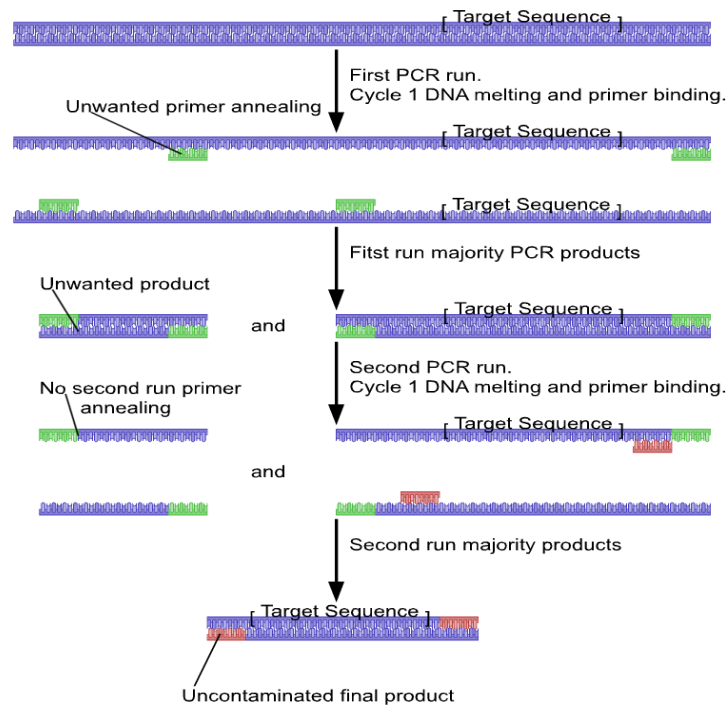 [ Target Sequence ]
First PCR run.
Cycle 1 DNA melting and primer binding.
Unwanted primer annealing
[ Target Sequence ]
[ Target Sequence ]
Fitst run majority PCR products
Unwanted product
[ Target Sequence ]
and
Second PCR run.
Cycle 1 DNA melting and primer binding.
No second run primer
annealing
[ Target Sequence ]
and
Second run majority products
[ Target Sequence ]
Uncontaminated final product